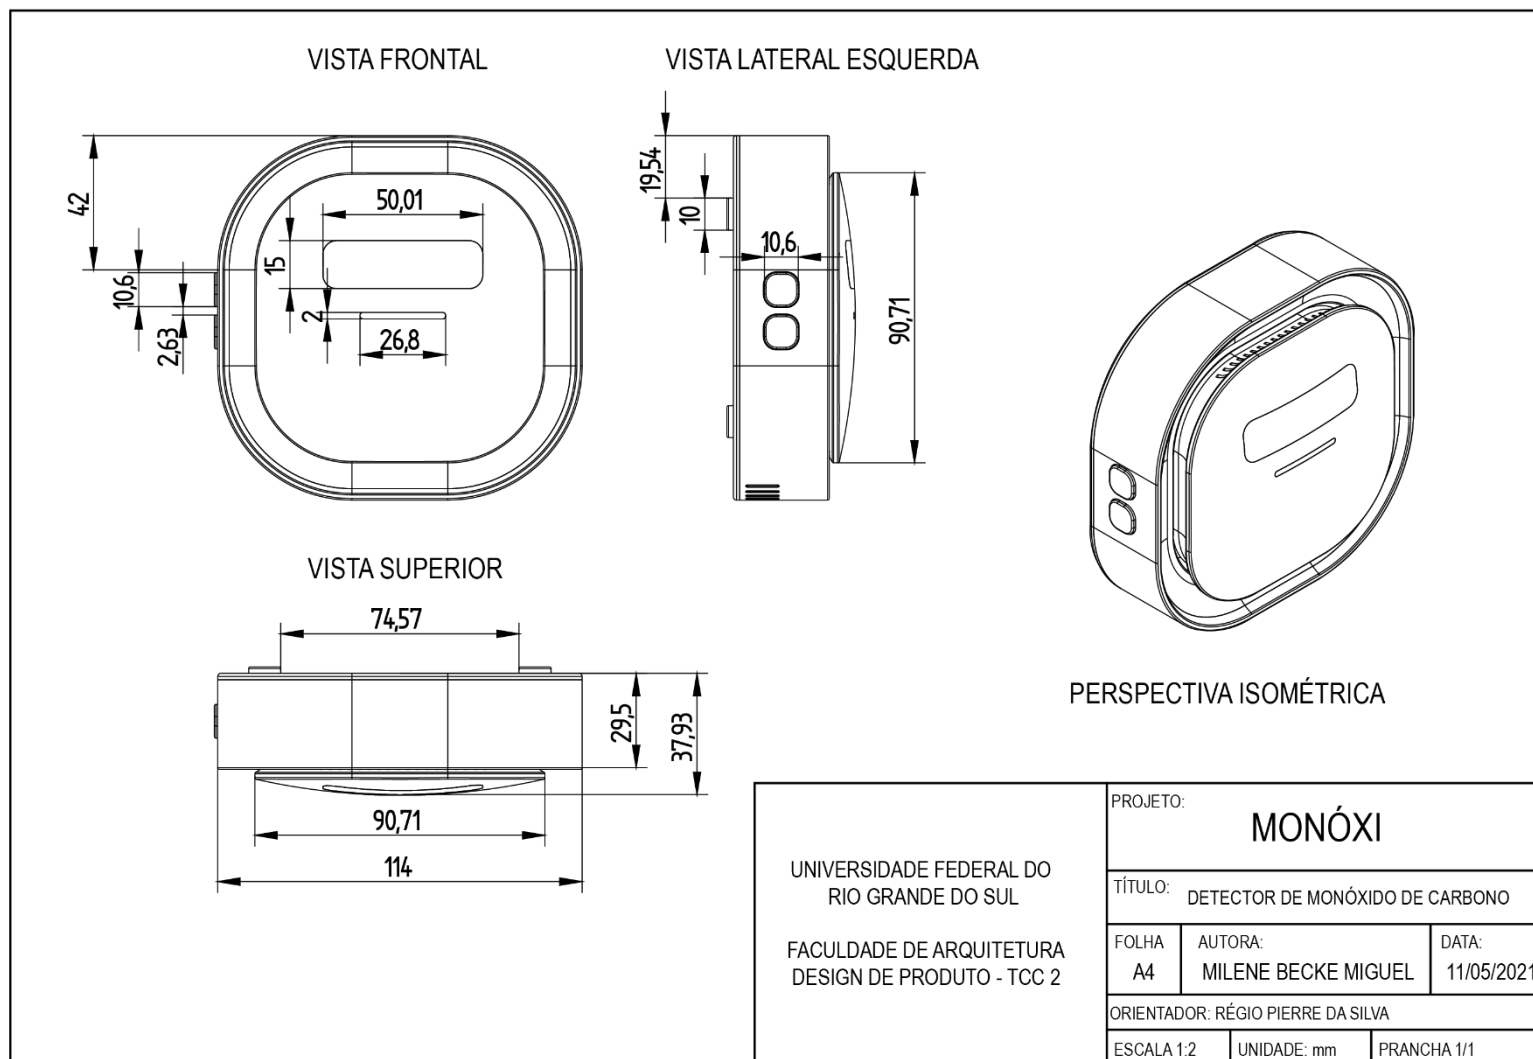 VISTA FRONTAL
VISTA LATERAL ESQUERDA
42
50,01
15
10,6
2,63
2
26,8
19,54
10
10,6
90,71
VISTA SUPERIOR
74,57
29,5
37,93
90,71
114
PERSPECTIVA ISOMÉTRICA
UNIVERSIDADE FEDERAL DO
RIO GRANDE DO SUL
FACULDADE DE ARQUITETURA
DESIGN DE PRODUTO - TCC 2
PROJETO:
MONÓXI
TÍTULO: DETECTOR DE MONÓXIDO DE CARBONO
FOLHA
A4
AUTORA:
MILENE BECKE MIGUEL
DATA:
11/05/2021
ORIENTADOR: RÉGIO PIERRE DA SILVA
ESCALA 1:2
UNIDADE: mm
PRANCHA 1/1